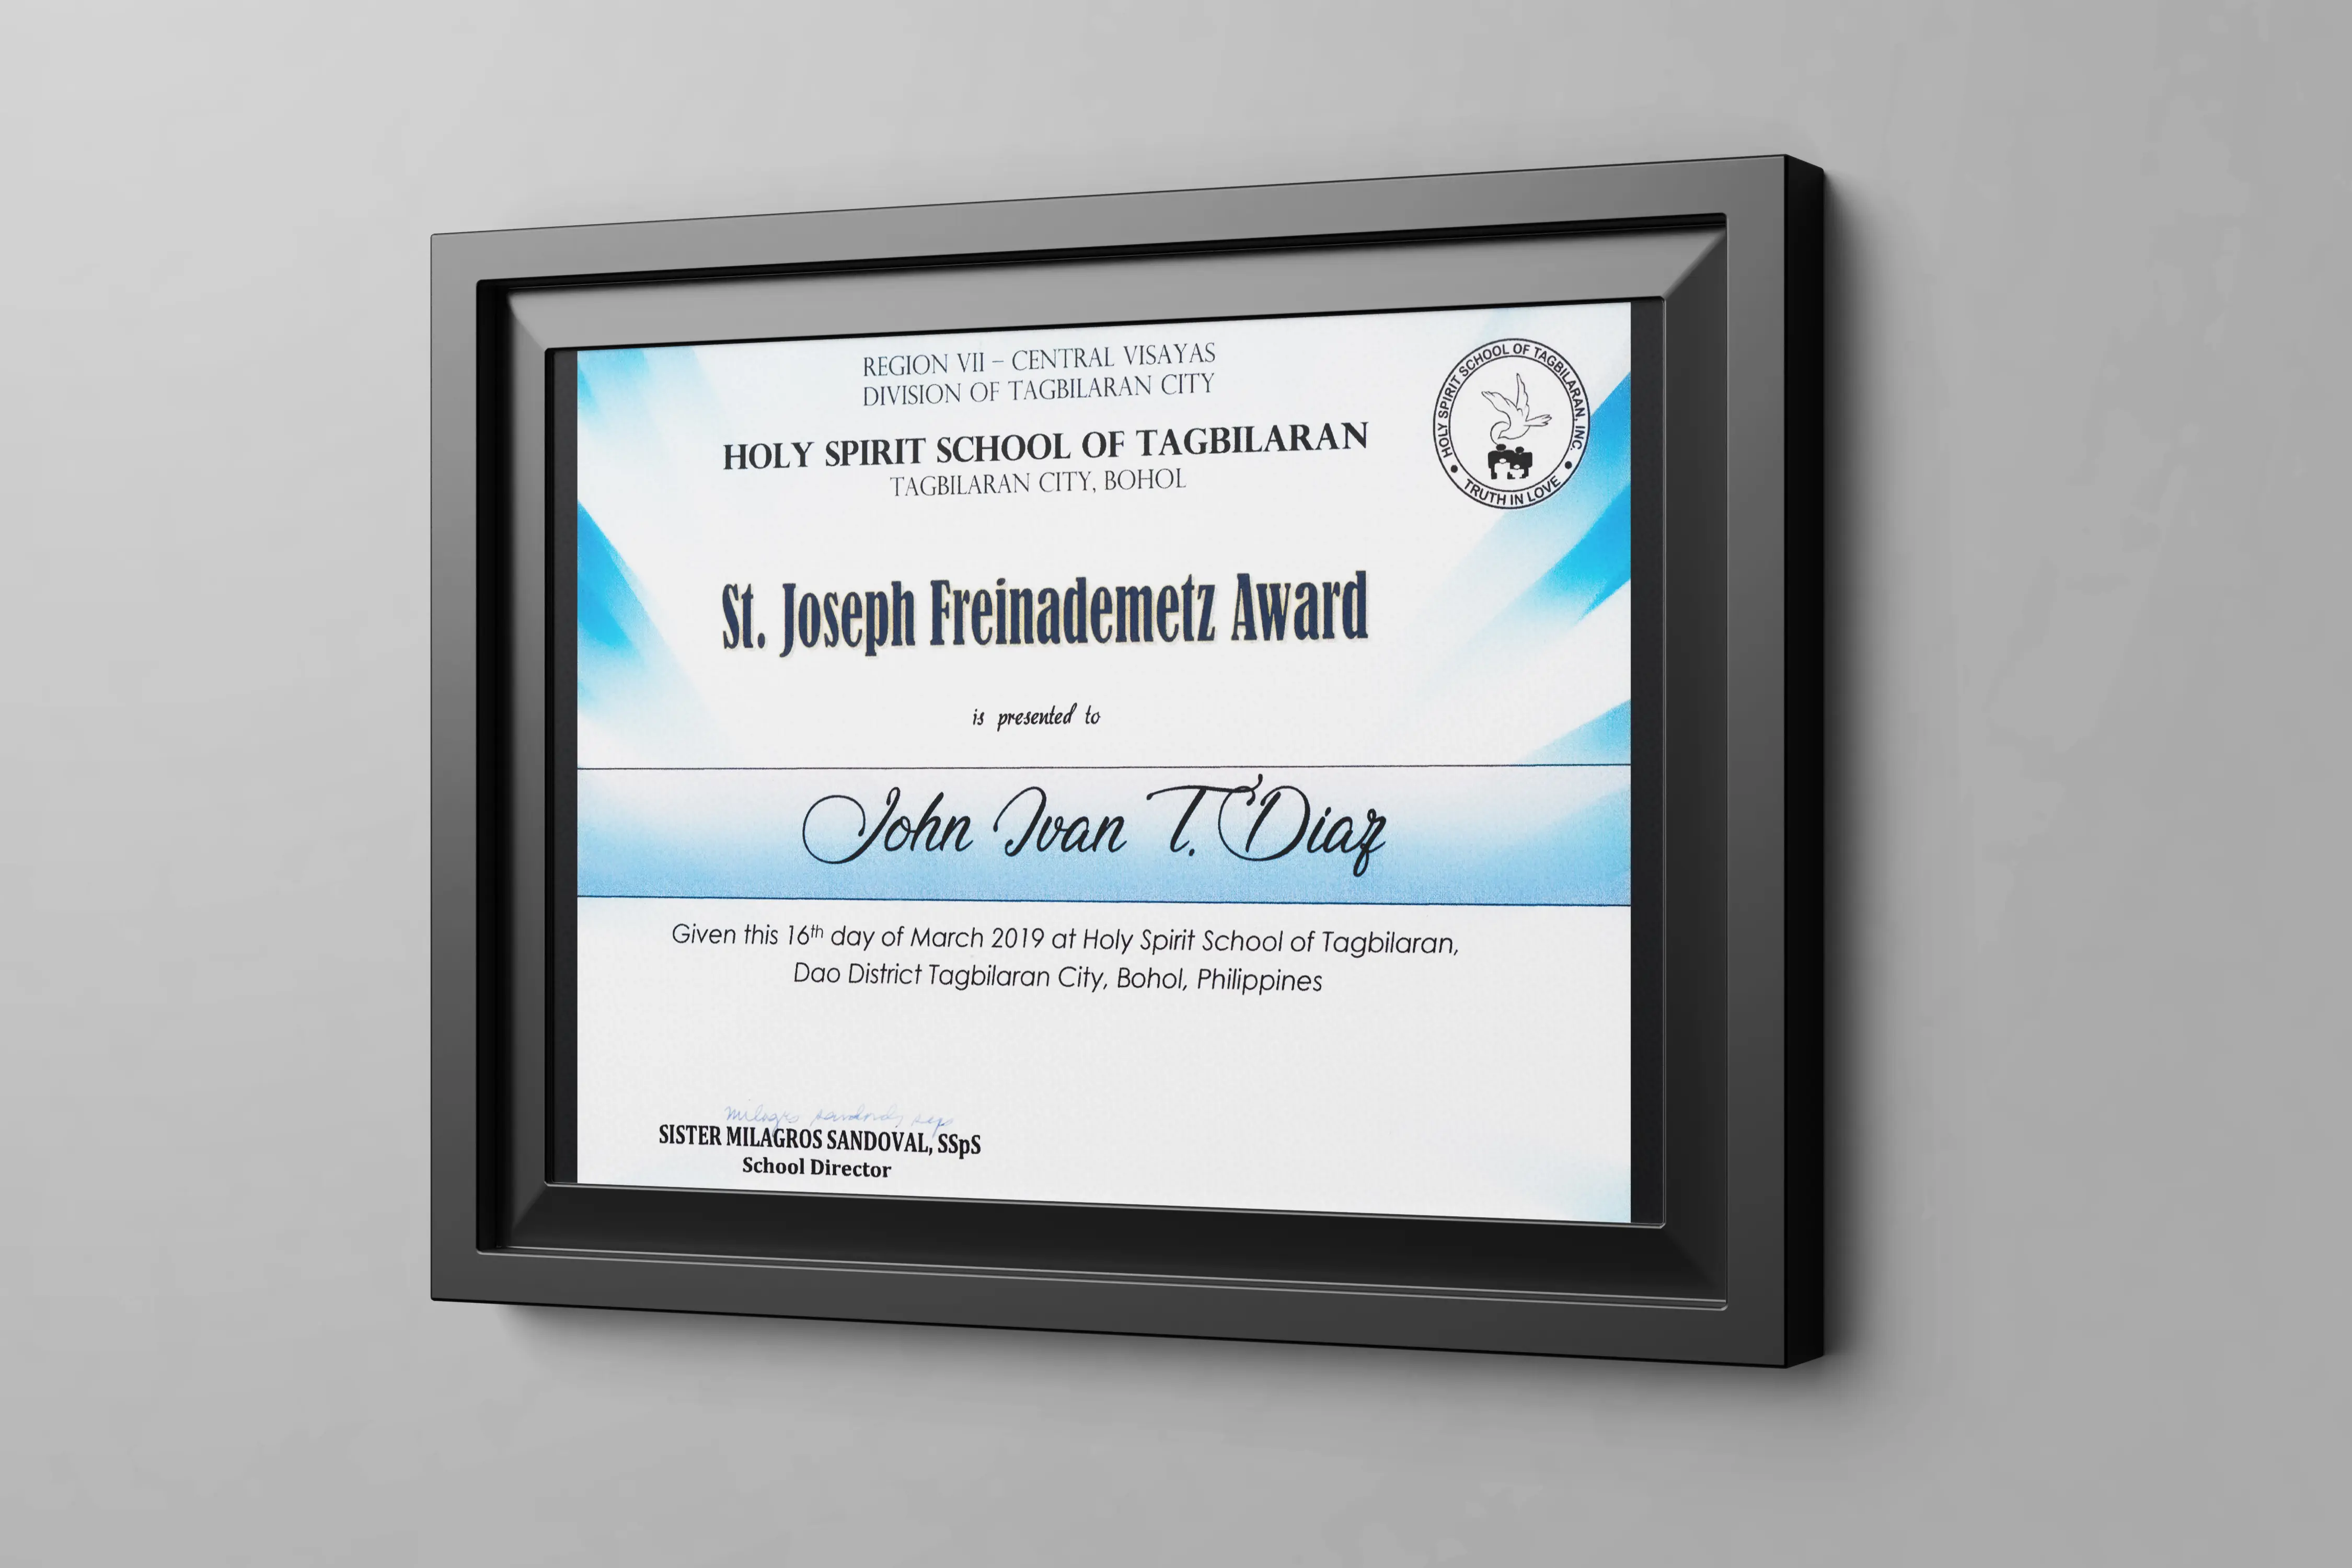 REGION VII – CENTRAL VISAYAS
DIVISION OF TAGBILARAN CITY
HOLY SPIRIT SCHOOL OF TAGBILARAN
TAGBILARAN CITY, BOHOL
HOLY SPIRIT SCHOOL OF TAGBILARAN, INC.
TRUTH IN LOVE
St. Joseph Freinademetz Award
is presented to
John Ivan T. Diaz
Given this 16th day of March 2019 at Holy Spirit School of Tagbilaran,
Dao District Tagbilaran City, Bohol, Philippines
milagros sandoval, ssps
SISTER MILAGROS SANDOVAL, SSpS
School Director